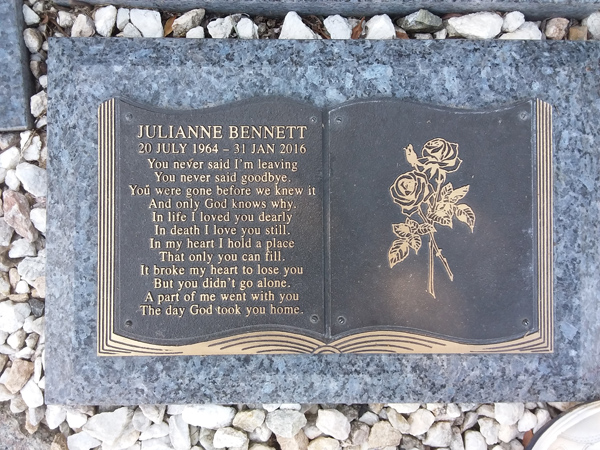 JULIANNE BENNETT
20 JULY 1964 – 31 JAN 2016
You never said I'm leaving
You never said goodbye.
You were gone before we knew it
And only God knows why.
In life I loved you dearly
In death I love you still.
In my heart I hold a place
That only you can fill.
It broke my heart to lose you
But you didn't go alone.
A part of me went with you
The day God took you home.